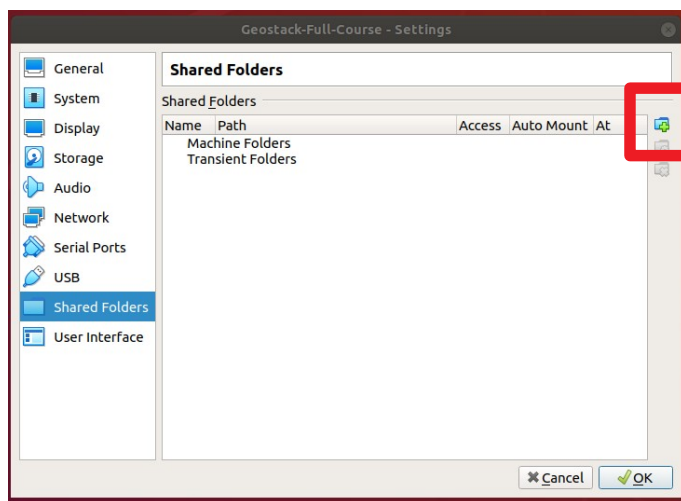 Geostack-Full-Course - Settings
General
System
Display
Storage
Audio
Network
Serial Ports
USB
Shared Folders
User Interface
Shared Folders
Shared Folders
Name Path Access Auto Mount At
Machine Folders
Transient Folders
Cancel OK